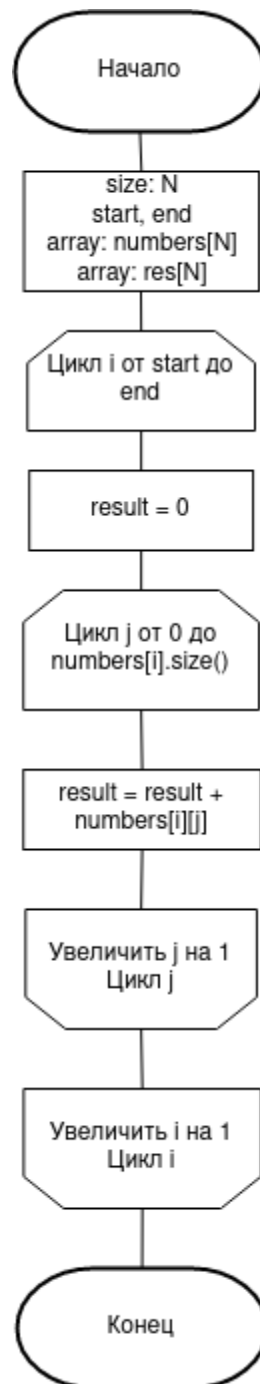 Начало
size: N
start, end
array: numbers[N]
array: res[N]
Цикл i от start до
end
result = 0
Цикл j от 0 до
numbers[i].size()
result = result +
numbers[i][j]
Увеличить j на 1
Цикл j
Увеличить i на 1
Цикл i
Конец